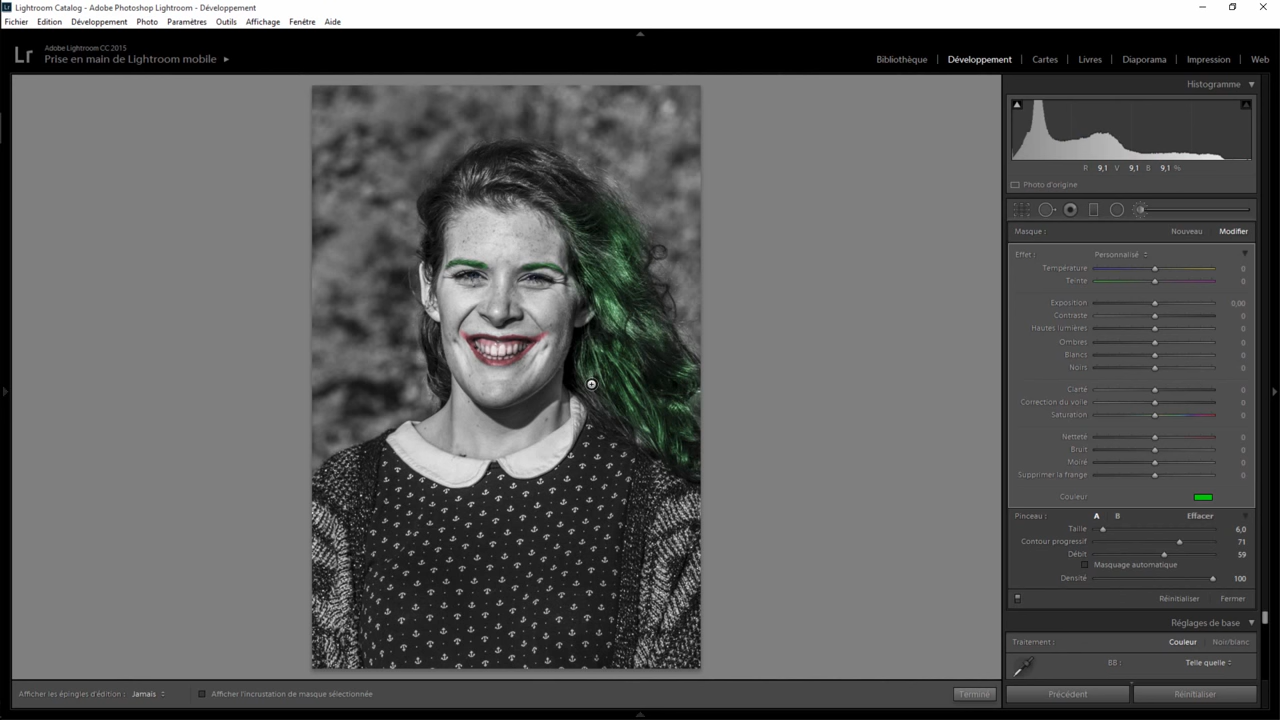 Lightroom Catalog - Adobe Photoshop Lightroom - Développement
Fichier Edition Développement Photo Paramètres Outils Affichage Fenêtre Aide
Lr
Adobe Lightroom CC 2015
Prise en main de Lightroom mobile
Bibliothèque | Développement | Cartes | Livres | Diaporama | Impression | Web
Histogramme
R 9,1 V 9,1 B 9,1 %
Photo d'origine
Masque : Nouveau Modifier
Effet : Personnalisé
Température 0
Teinte 0
Exposition 0,00
Contraste 0
Hautes lumières 0
Ombres 0
Blancs 0
Noirs 0
Clarté 0
Correction du voile 0
Saturation 0
Netteté 0
Bruit 0
Moiré 0
Supprimer la frange 0
Couleur
Pinceau : A B Effacer
Taille 6,0
Contour progressif 71
Débit 59
Masquage automatique
Densité 100
Réinitialiser Fermer
Réglages de base
Traitement : Couleur Noir/blanc
BB : Telle quelle
Afficher les épingles d'édition : Jamais Afficher l'incrustation de masque sélectionnée Terminé
Précédent Réinitialiser